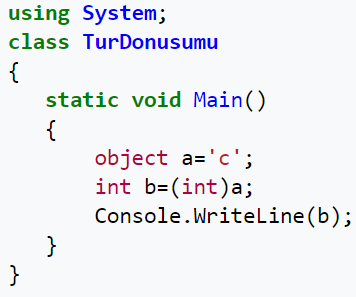 using System;
class TurDonusumu
{
static void Main()
{
object a='c';
int b=(int)a;
Console.WriteLine(b);
}
}